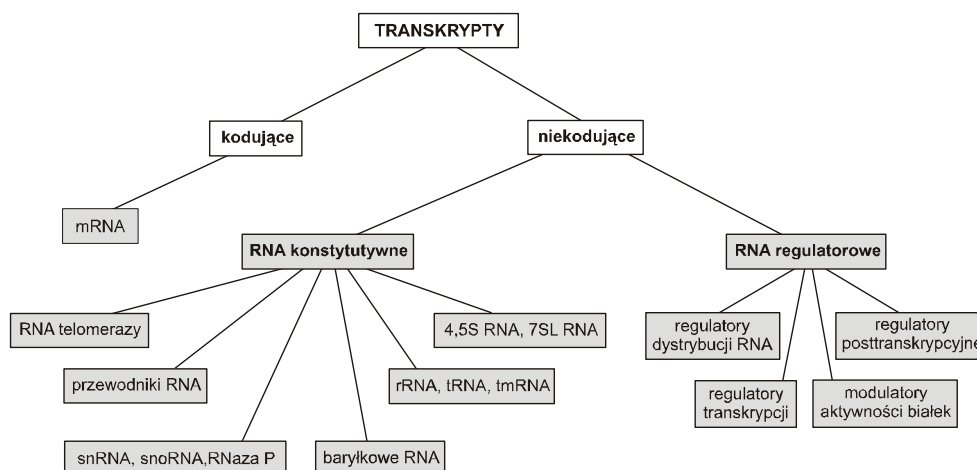 TRANSKRYPTY
kodujące
niekodujące
mRNA
RNA konstytutywne
RNA regulatorowe
RNA telomerazy
4,5S RNA, 7SL RNA
regulatory
dystrybucji RNA
regulatory
posttranskrypcyjne
przewodniki RNA
rRNA, tRNA, tmRNA
regulatory
transkrypcji
modulatory
aktywności białek
snRNA, snoRNA,RNaza P
baryłkowe RNA